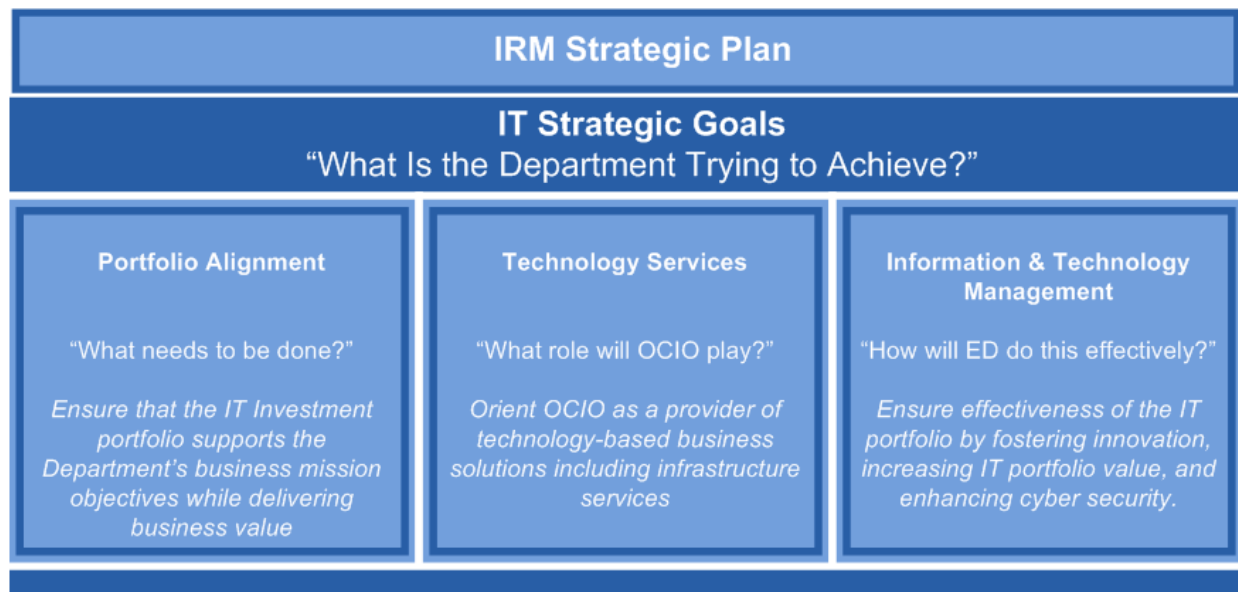 IRM Strategic Plan
IT Strategic Goals
“What Is the Department Trying to Achieve?”
Portfolio Alignment
“What needs to be done?”
Ensure that the IT Investment
portfolio supports the
Department’s business mission
objectives while delivering
business value
Technology Services
“What role will OCIO play?”
Orient OCIO as a provider of
technology-based business
solutions including infrastructure
services
Information & Technology
Management
“How will ED do this effectively?”
Ensure effectiveness of the IT
portfolio by fostering innovation,
increasing IT portfolio value, and
enhancing cyber security.